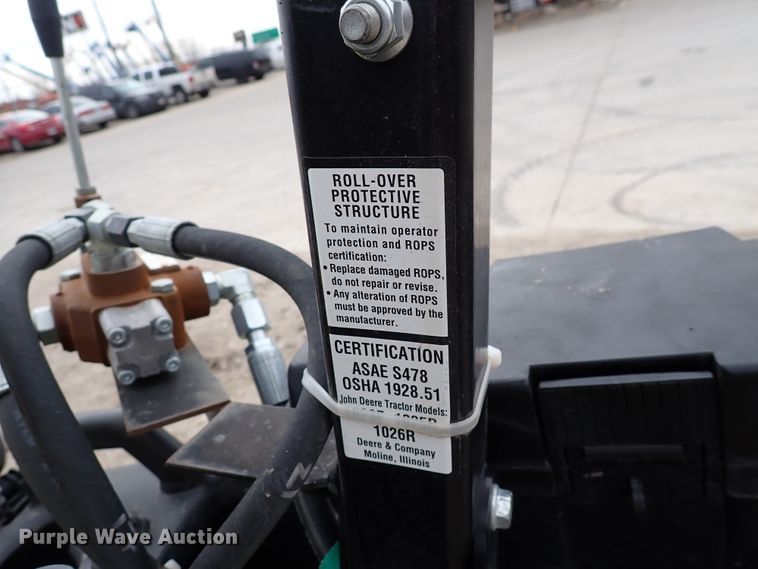 ROLL-OVER
PROTECTIVE
STRUCTURE
To maintain operator
protection and ROPS
certification:
• Replace damaged ROPS,
do not repair or revise.
• Any alteration of ROPS
must be approved by the
manufacturer.
CERTIFICATION
ASAE S478
OSHA 1928.51
John Deere Tractor Models:
1026R
Deere & Company
Moline, Illinois
Purple Wave Auction